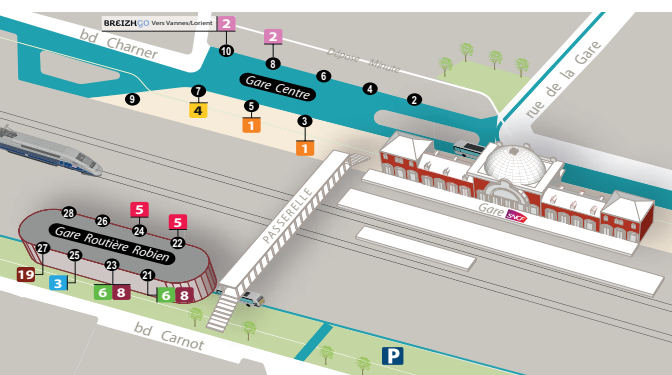 BREIZHGO Vers Vannes/Lorient 2
bd Charner
10
2
8
Dépose Minute
6
4
2
Gare Centre
rue de la Gare
9
7
4
5
1
3
1
PASSERELLE
Gare SNCF
28
26
5
24
5
22
Gare Routière Robien
27
25
23
21
19
3
6 8
6 8
bd Carnot
P